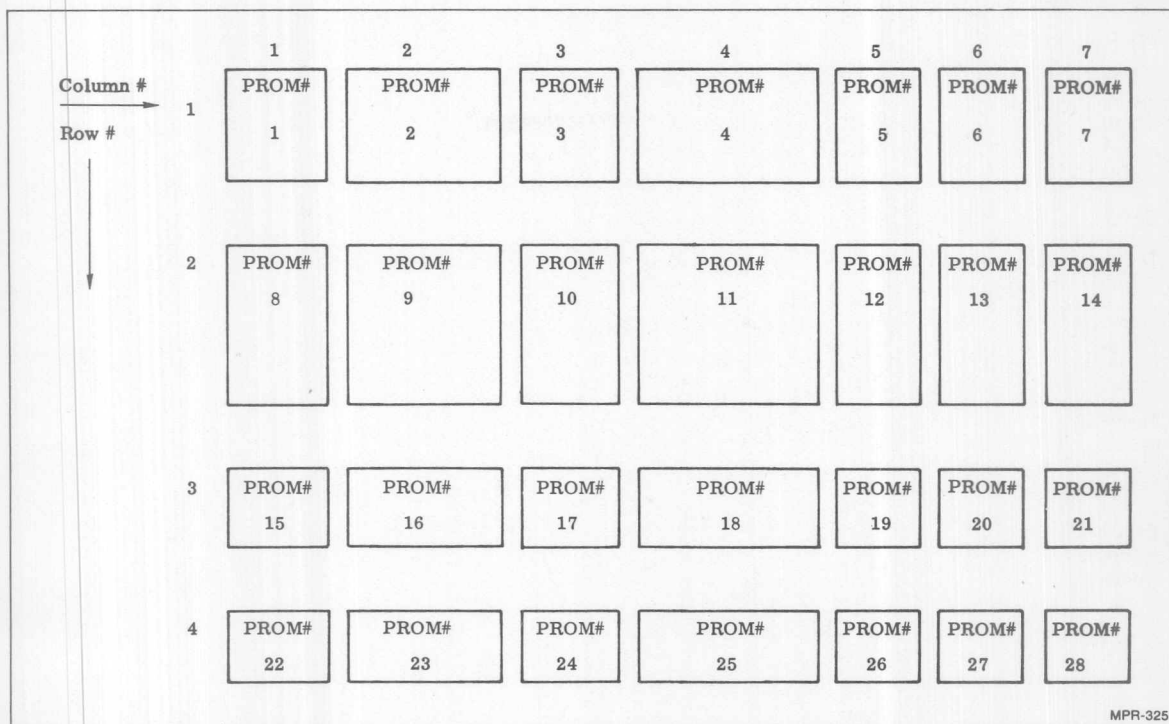 1 2 3 4 5 6 7
Column #
Row #
1
PROM# PROM# PROM# PROM# PROM# PROM# PROM#
1 2 3 4 5 6 7
2
PROM# PROM# PROM# PROM# PROM# PROM# PROM#
8 9 10 11 12 13 14
3
PROM# PROM# PROM# PROM# PROM# PROM# PROM#
15 16 17 18 19 20 21
4
PROM# PROM# PROM# PROM# PROM# PROM# PROM#
22 23 24 25 26 27 28
MPR-325